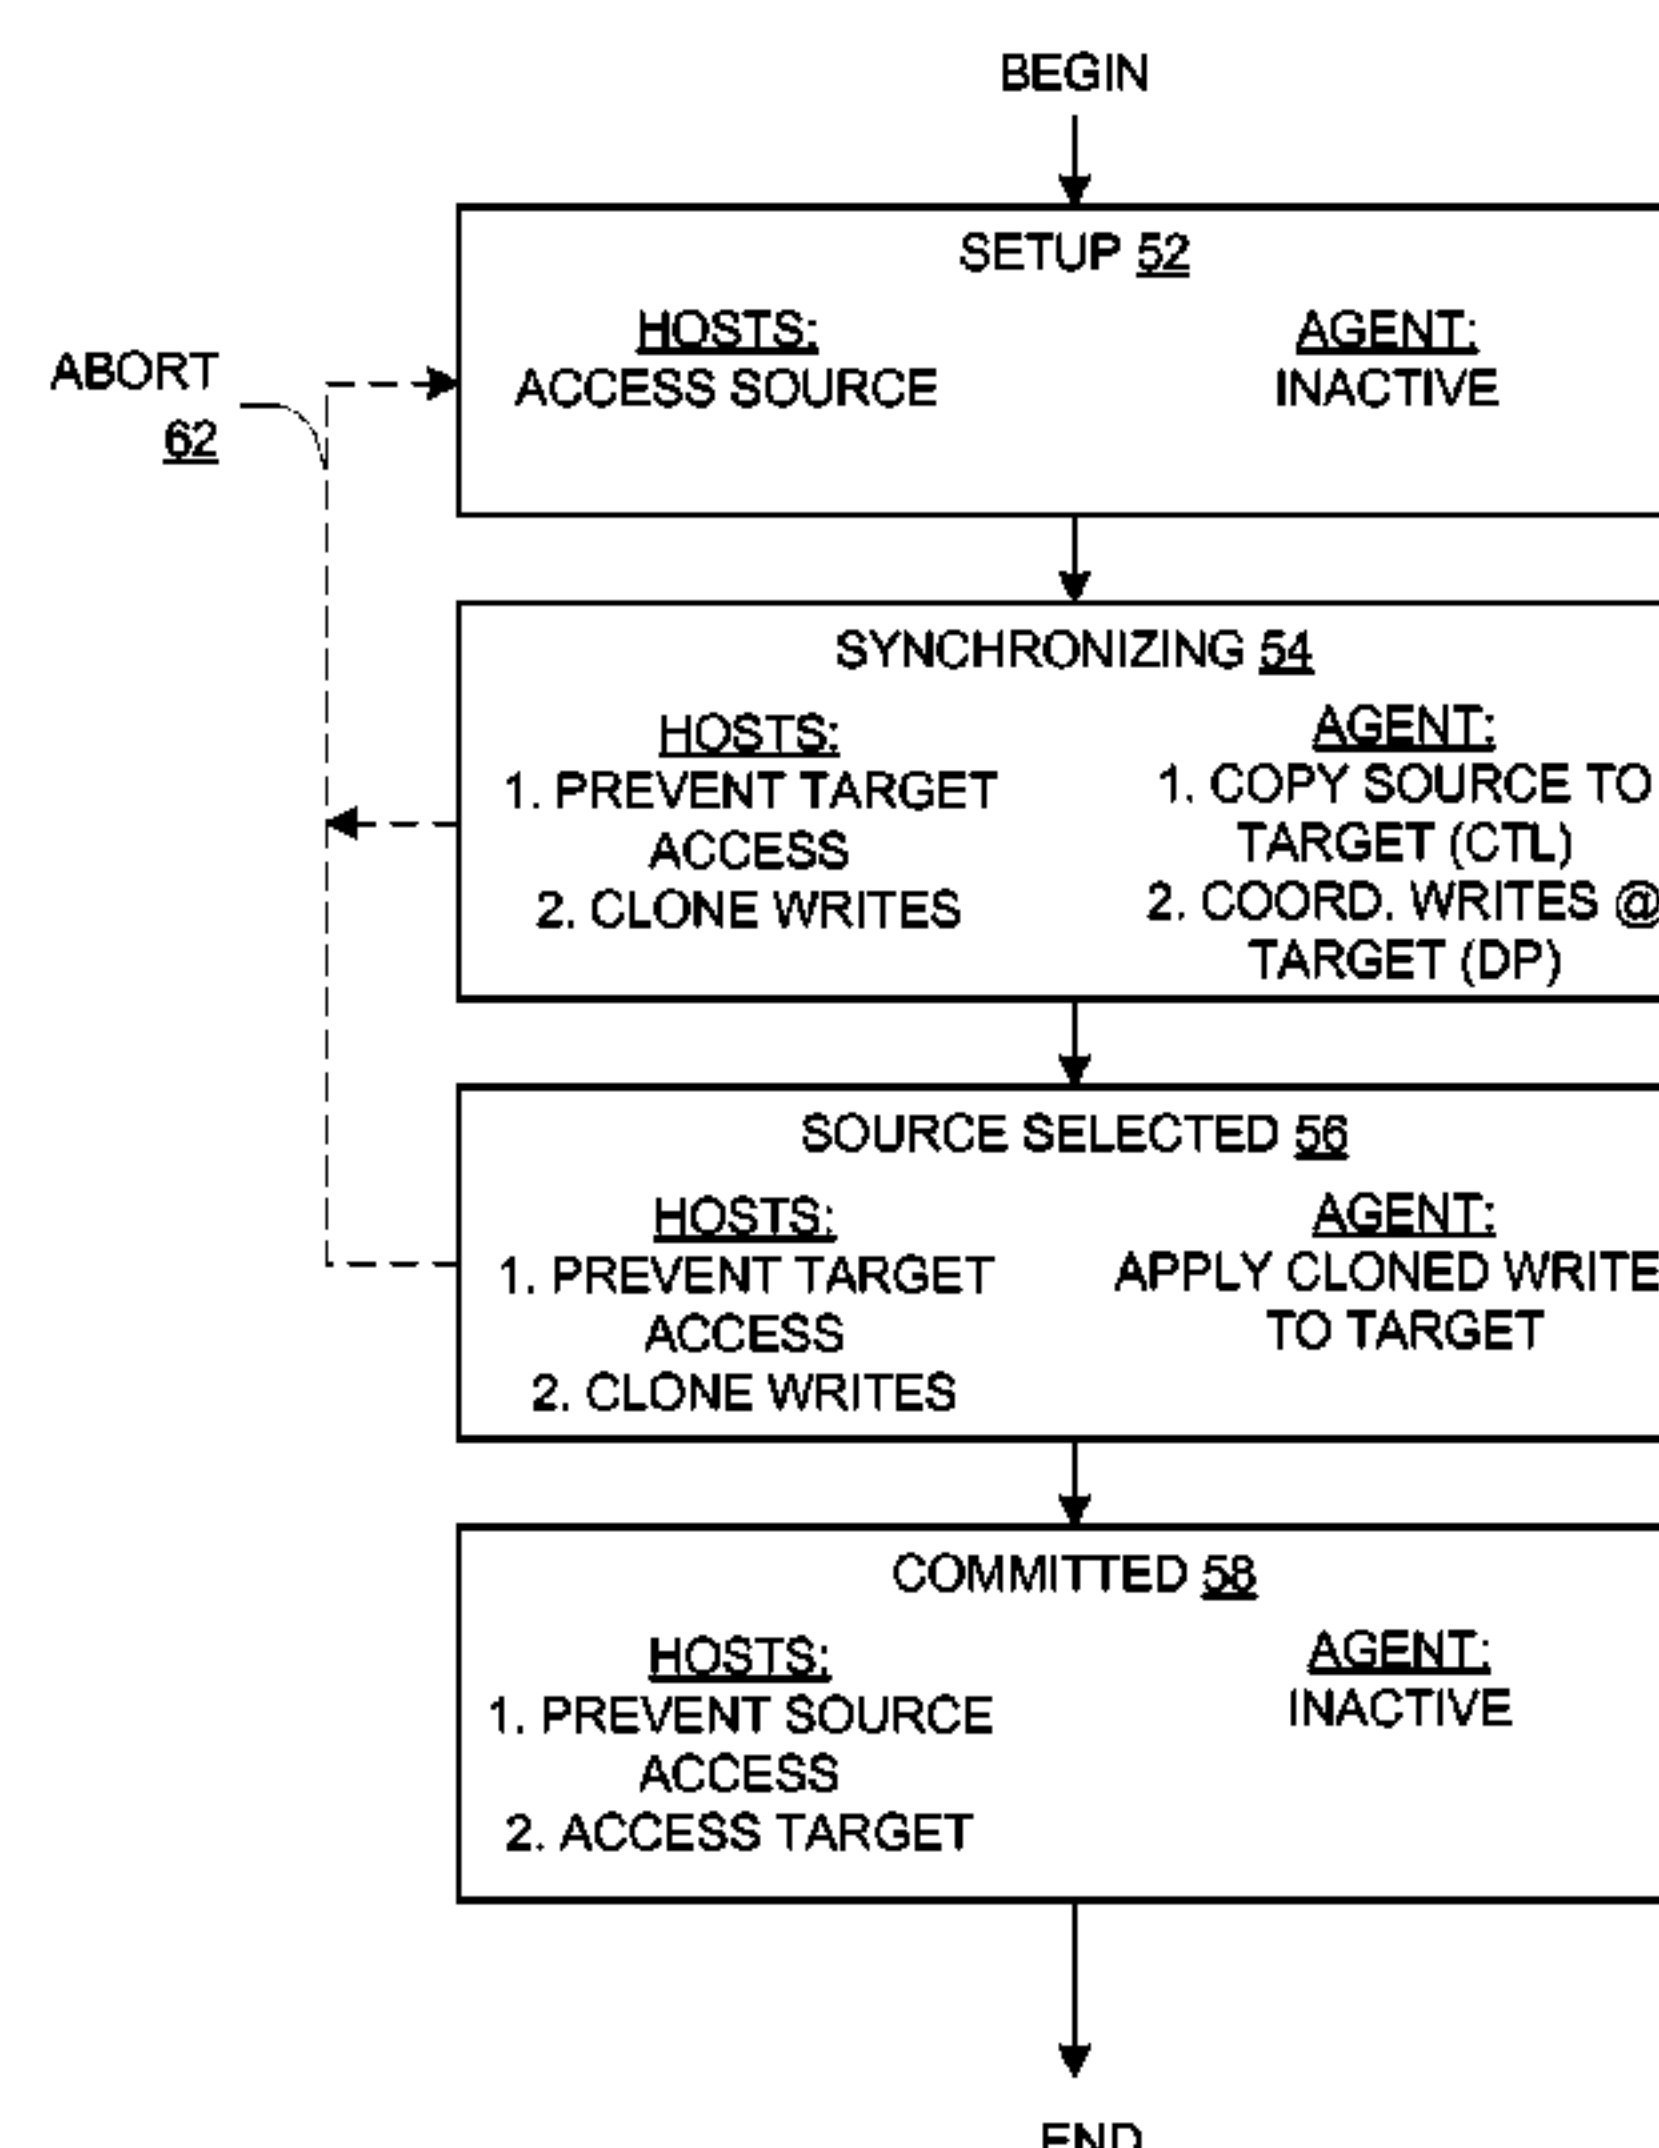 BEGIN
SETUP 52
HOSTS:
ACCESS SOURCE
AGENT:
INACTIVE
ABORT
62
SYNCHRONIZING 54
HOSTS:
1. PREVENT TARGET
ACCESS
2. CLONE WRITES
AGENT:
1. COPY SOURCE TO
TARGET (CTL)
2. COORD. WRITES @
TARGET (DP)
SOURCE SELECTED 56
HOSTS:
1. PREVENT TARGET
ACCESS
2. CLONE WRITES
AGENT:
APPLY CLONED WRITE
TO TARGET
COMMITTED 58
HOSTS:
1. PREVENT SOURCE
ACCESS
2. ACCESS TARGET
AGENT:
INACTIVE
END